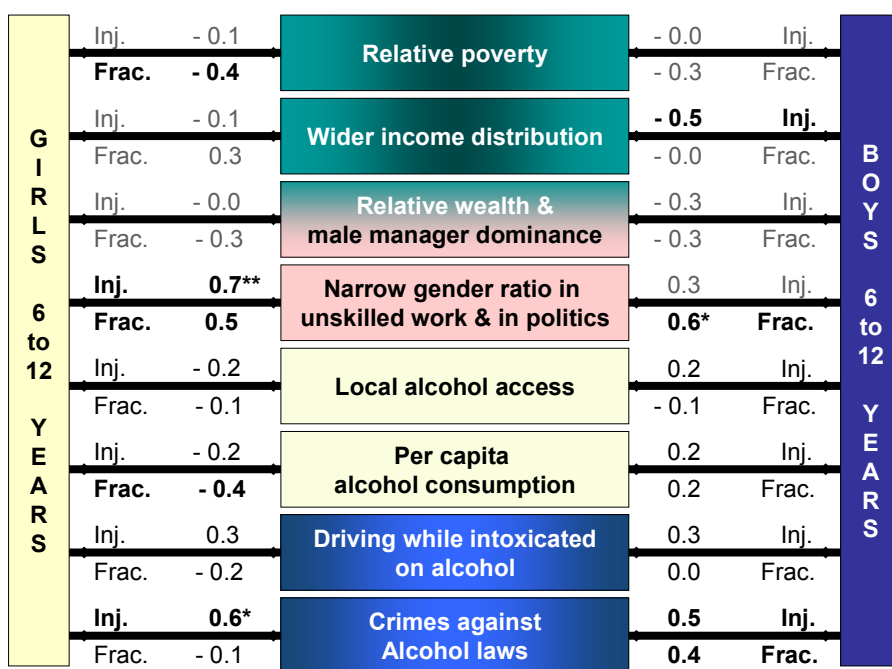 GIRLS 6 to 12 YEARS
Inj. - 0.1
Frac. - 0.4
Relative poverty
- 0.0 Inj.
- 0.3 Frac.
Inj. - 0.1
Frac. 0.3
Wider income distribution
- 0.5 Inj.
- 0.0 Frac.
Inj. - 0.0
Frac. - 0.3
Relative wealth &
male manager dominance
- 0.3 Inj.
- 0.3 Frac.
Inj. 0.7**
Frac. 0.5
Narrow gender ratio in
unskilled work & in politics
0.3 Inj.
0.6* Frac.
Inj. - 0.2
Frac. - 0.1
Local alcohol access
0.2 Inj.
- 0.1 Frac.
Inj. - 0.2
Frac. - 0.4
Per capita
alcohol consumption
0.2 Inj.
0.2 Frac.
Inj. 0.3
Frac. - 0.2
Driving while intoxicated
on alcohol
0.3 Inj.
0.0 Frac.
Inj. 0.6*
Frac. - 0.1
Crimes against
Alcohol laws
0.5 Inj.
0.4 Frac.
BOYS 6 to 12 YEARS